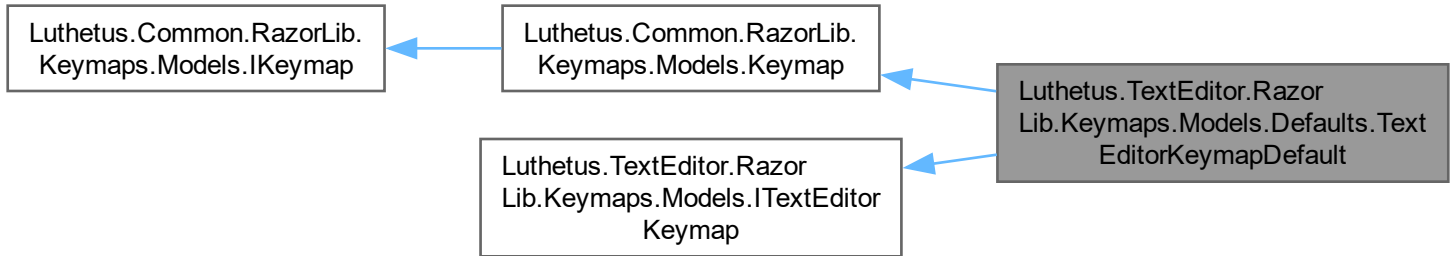 Luthetus.Common.RazorLib.
Keymaps.Models.IKeymap
Luthetus.Common.RazorLib.
Keymaps.Models.Keymap
Luthetus.TextEditor.Razor
Lib.Keymaps.Models.Defaults.Text
EditorKeymapDefault
Luthetus.TextEditor.Razor
Lib.Keymaps.Models.ITextEditor
Keymap